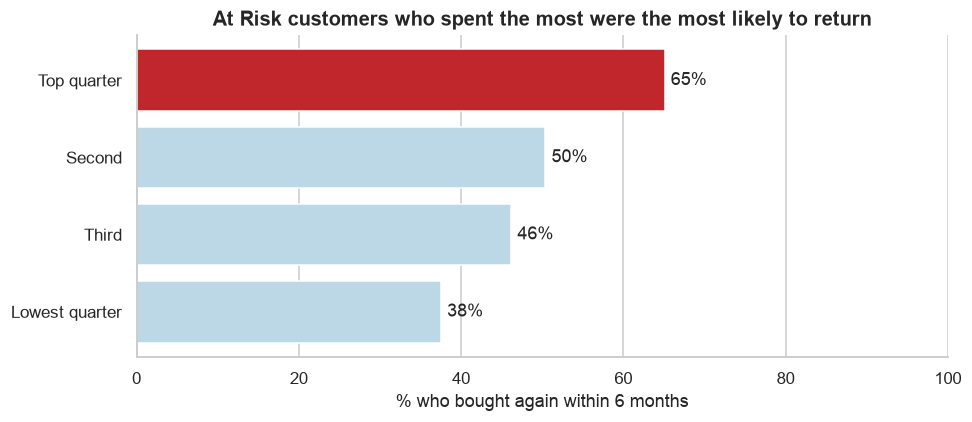 At Risk customers who spent the most were the most likely to return
Top quarter
65%
Second
50%
Third
46%
Lowest quarter
38%
0 20 40 60 80 100
% who bought again within 6 months